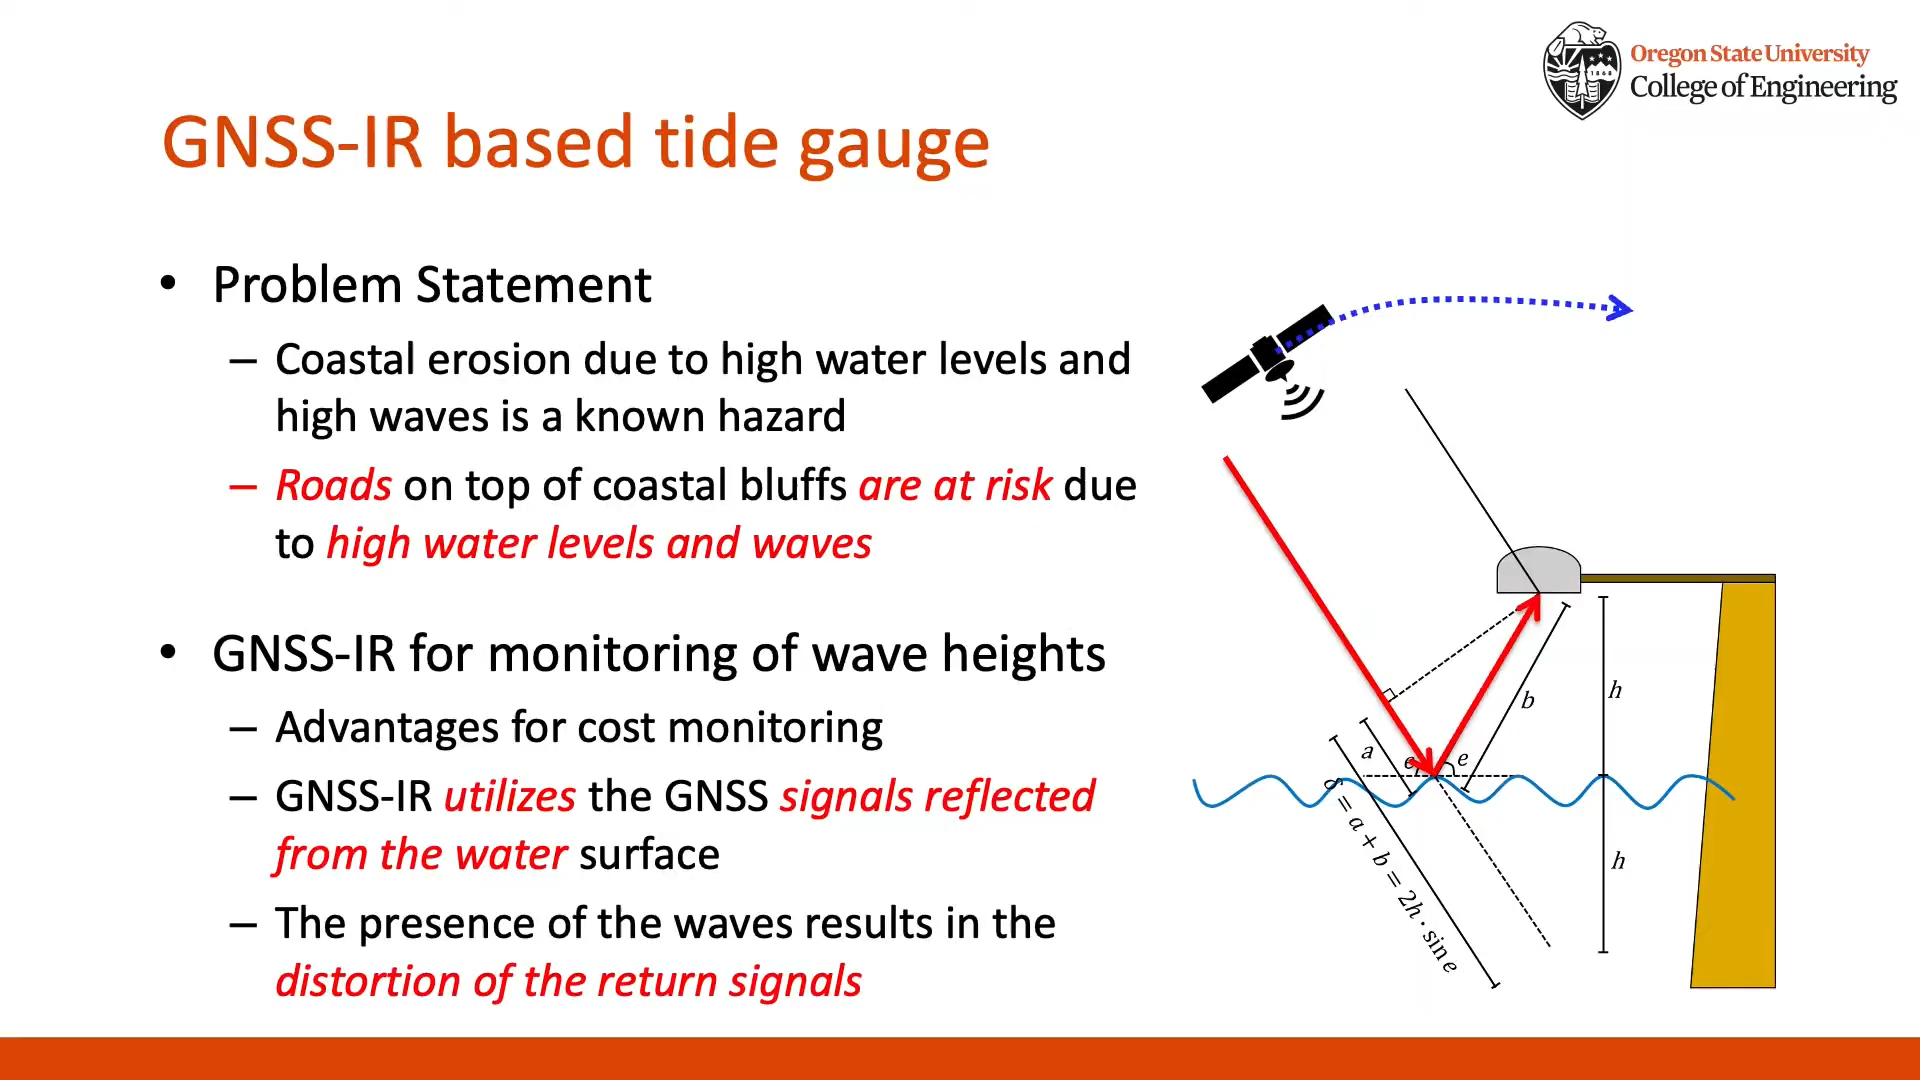 Oregon State University
College of Engineering
1868
GNSS-IR based tide gauge
• Problem Statement
– Coastal erosion due to high water levels and
high waves is a known hazard
– Roads on top of coastal bluffs are at risk due
to high water levels and waves
• GNSS-IR for monitoring of wave heights
– Advantages for cost monitoring
– GNSS-IR utilizes the GNSS signals reflected
from the water surface
– The presence of the waves results in the
distortion of the return signals
h
b
a
e
e
h
δ = a + b = 2h · sin e